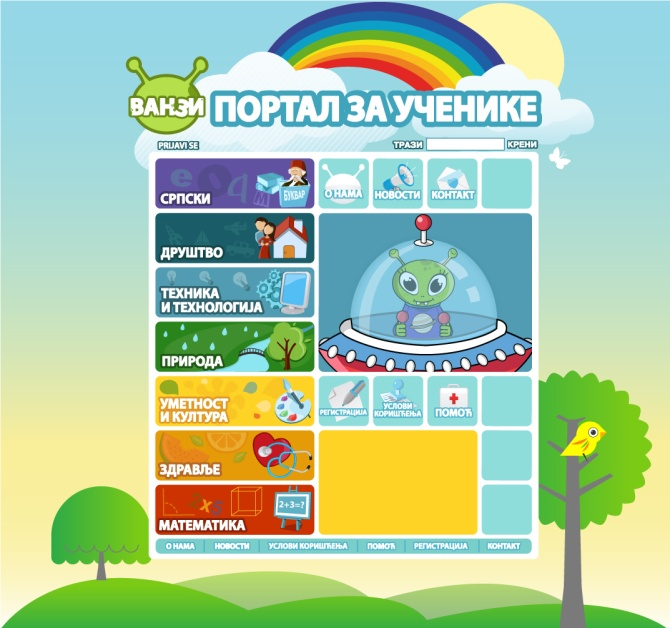 ВАНЗИ ПОРТАЛ ЗА УЧЕНИКЕ
PRIJAVI SE
ТРАЗИ КРЕНИ
СРПСКИ
БУКВАР
О НАМА
НОВОСТИ
КОНТАКТ
ДРУШТВО
ТЕХНИКА
И ТЕХНОЛОГИЈА
ПРИРОДА
УМЕТНОСТ
И КУЛТУРА
РЕГИСТРАЦИЈА
УСЛОВИ
КОРИШЋЕЊА
ПОМОЋ
ЗДРАВЉЕ
МАТЕМАТИКА
2+3=?
О НАМА НОВОСТИ УСЛОВИ КОРИШЋЕЊА ПОМОЋ РЕГИСТРАЦИЈА КОНТАКТ